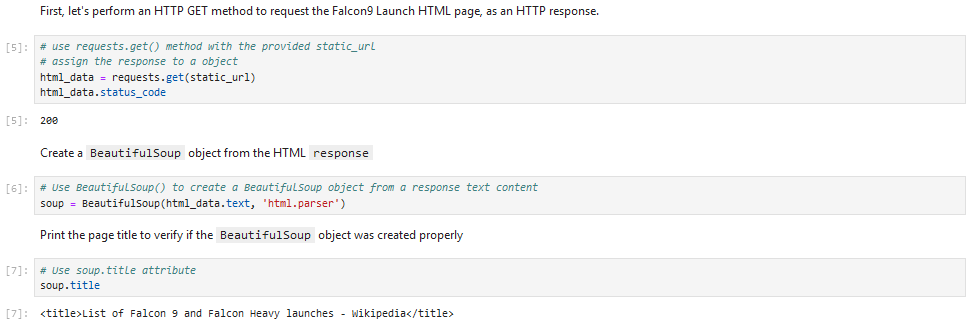 First, let's perform an HTTP GET method to request the Falcon9 Launch HTML page, as an HTTP response.
[5]: # use requests.get() method with the provided static_url
# assign the response to a object
html_data = requests.get(static_url)
html_data.status_code
[5]: 200
Create a BeautifulSoup object from the HTML response
[6]: # Use BeautifulSoup() to create a BeautifulSoup object from a response text content
soup = BeautifulSoup(html_data.text, 'html.parser')
Print the page title to verify if the BeautifulSoup object was created properly
[7]: # Use soup.title attribute
soup.title
[7]: <title>List of Falcon 9 and Falcon Heavy launches - Wikipedia</title>